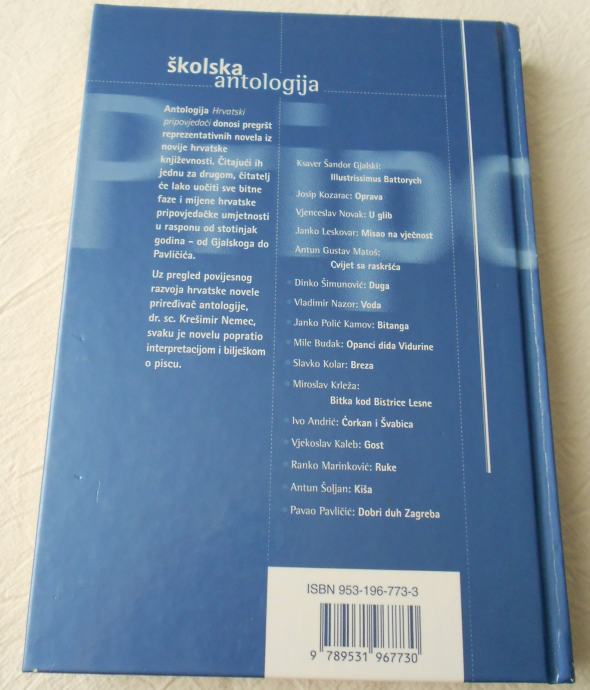 školska
antologija
Antologija Hrvatski
pripovjedači donosi pregršt
reprezentativnih novela iz
novije hrvatske
književnosti. Čitajući ih
jednu za drugom, čitatelj
će lako uočiti sve bitne
faze i mijene hrvatske
pripovjedačke umjetnosti
u rasponu od stotinjak
godina – od Gjalskoga do
Pavličića.
Uz pregled povijesnog
razvoja hrvatske novele
priređivač antologije,
dr. sc. Krešimir Nemec,
svaku je novelu popratio
interpretacijom i bilješkom
o piscu.
Ksaver Šandor Gjalski:
Illustrissimus Battorych
Josip Kozarac: Oprava
Vjenceslav Novak: U glib
Janko Leskovar: Misao na vječnost
Antun Gustav Matoš:
Cvijet sa raskršća
Dinko Šimunović: Duga
Vladimir Nazor: Voda
Janko Polić Kamov: Bitanga
Mile Budak: Opanci dida Vidurine
Slavko Kolar: Breza
Miroslav Krleža:
Bitka kod Bistrice Lesne
Ivo Andrić: Ćorkan i Švabica
Vjekoslav Kaleb: Gost
Ranko Marinković: Ruke
Antun Šoljan: Kiša
Pavao Pavličić: Dobri duh Zagreba
ISBN 953-196-773-3
9 789531 967730